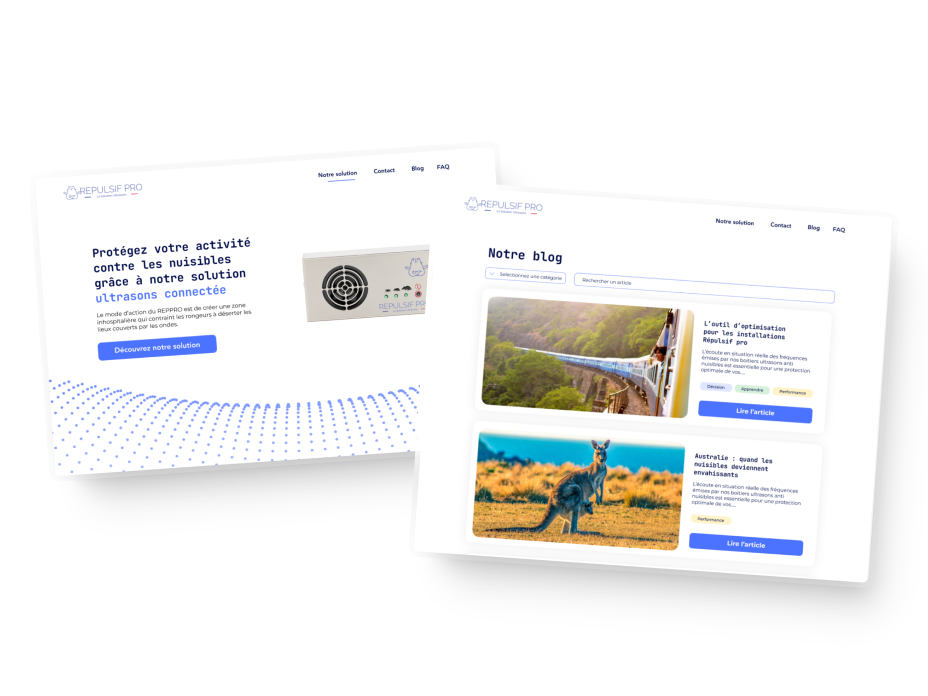 REPULSIF PRO
Notre solution
Contact
Blog
FAQ
Protégez votre activité
contre les nuisibles
grâce à notre solution
ultrasons connectée
Le mode d'action du REPPRO est de créer une zone
inhospitalière qui contraint les rongeurs à déserter les
lieux couverts par les ondes.
Découvrez notre solution
REPULSIF PRO
REPULSIF PRO
Notre solution
Contact
Blog
FAQ
Notre blog
Sélectionnez une catégorie
Rechercher un article
L'outil d'optimisation
pour les installations
Répulsif pro
L'écoute en situation réelle des fréquences
émises par nos boitiers ultrasons anti
nuisibles est essentielle pour une protection
optimale de vos....
Décision
Apprendre
Performance
Lire l'article
Australie : quand les
nuisibles deviennent
envahissants
L'écoute en situation réelle des fréquences
émises par nos boitiers ultrasons anti
nuisibles est essentielle pour une protection
optimale de vos....
Performance
Lire l'article